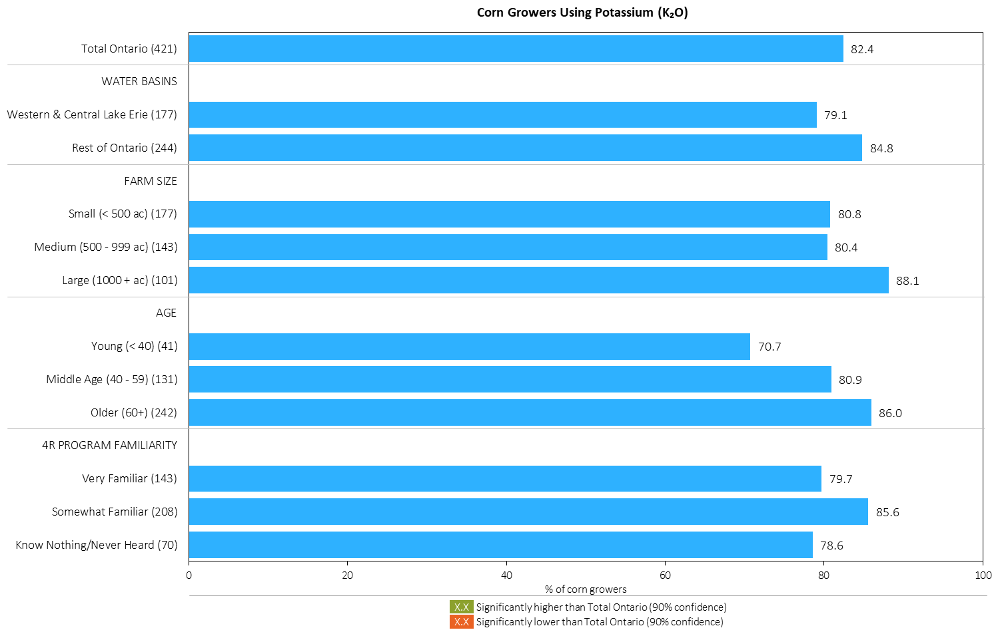 Corn Growers Using Potassium (K₂O)
Total Ontario (421) 82.4
WATER BASINS
Western & Central Lake Erie (177) 79.1
Rest of Ontario (244) 84.8
FARM SIZE
Small (< 500 ac) (177) 80.8
Medium (500 - 999 ac) (143) 80.4
Large (1000 + ac) (101) 88.1
AGE
Young (< 40) (41) 70.7
Middle Age (40 - 59) (131) 80.9
Older (60+) (242) 86.0
4R PROGRAM FAMILIARITY
Very Familiar (143) 79.7
Somewhat Familiar (208) 85.6
Know Nothing/Never Heard (70) 78.6
0 20 40 60 80 100
% of corn growers
X.X Significantly higher than Total Ontario (90% confidence)
X.X Significantly lower than Total Ontario (90% confidence)